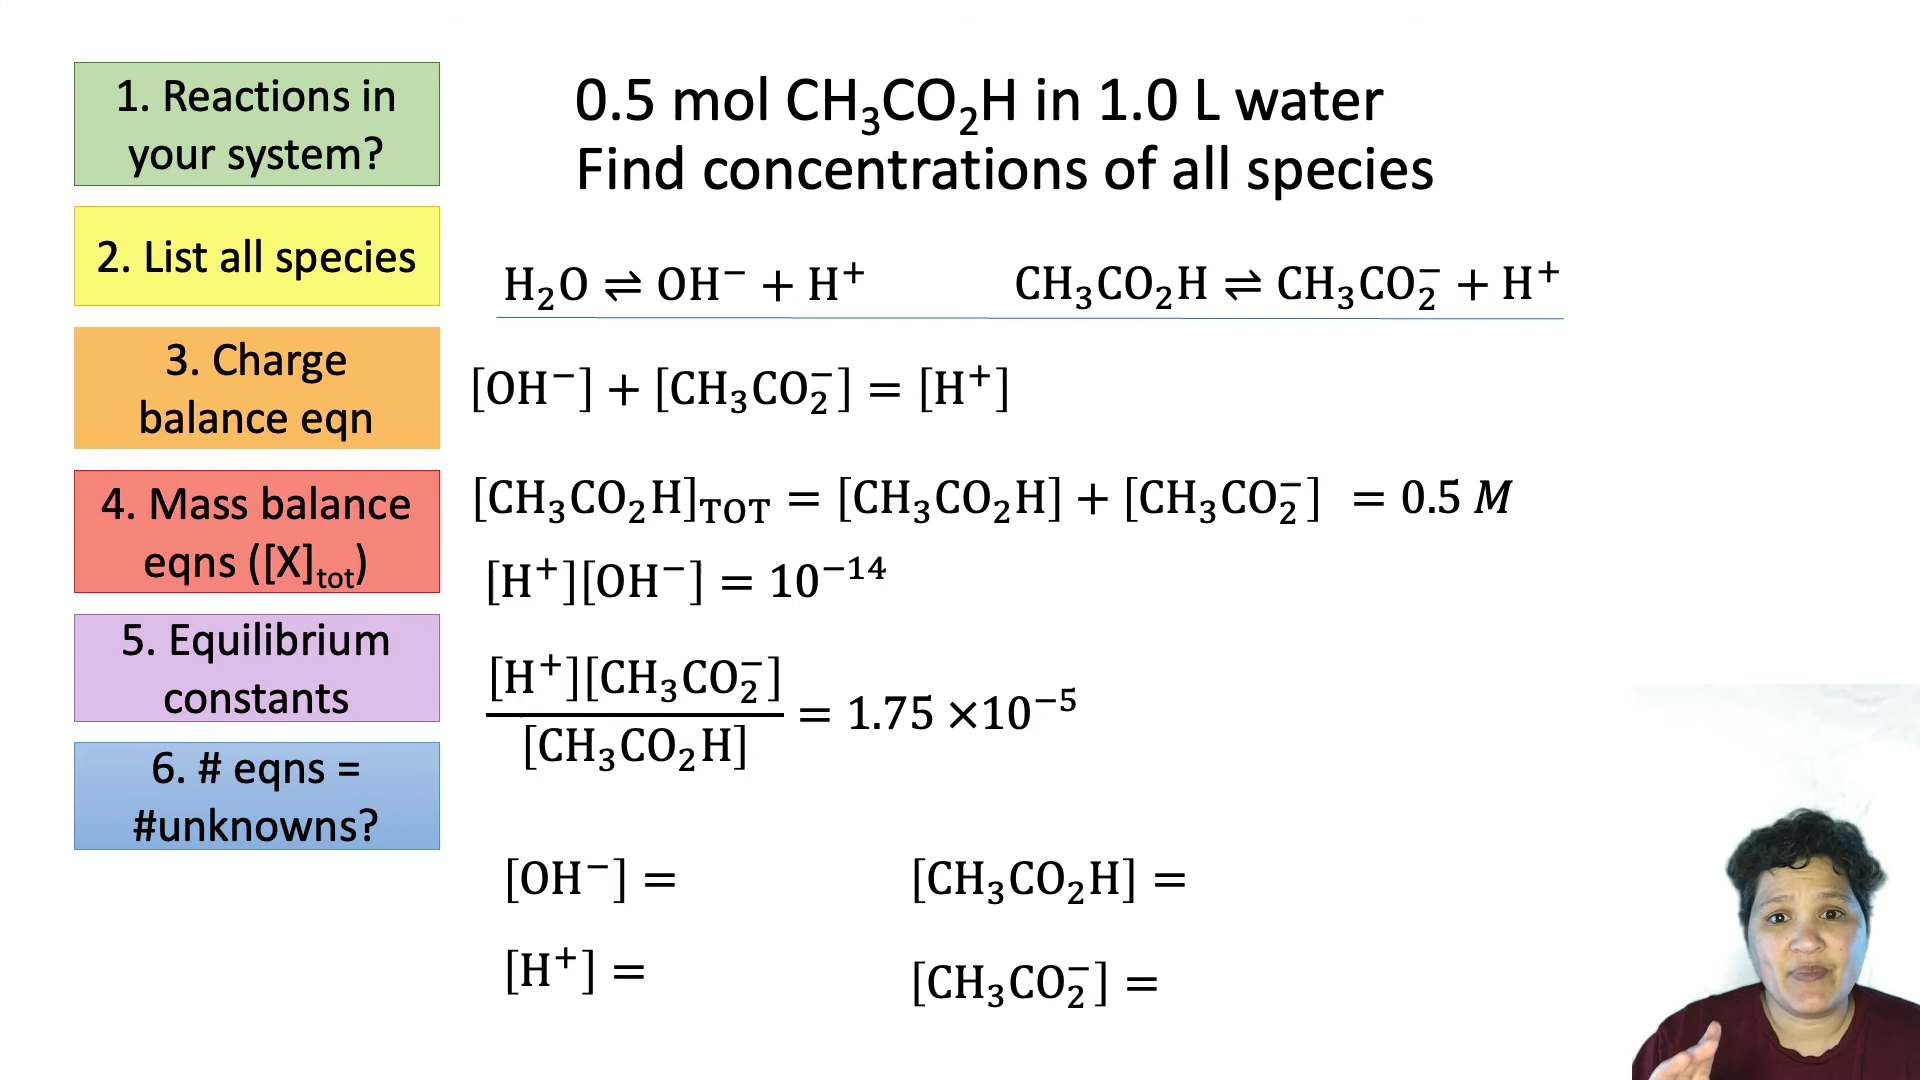 1. Reactions in
your system?
2. List all species
3. Charge
balance eqn
4. Mass balance
eqns ([X]tot)
5. Equilibrium
constants
6. # eqns =
#unknowns?
0.5 mol CH₃CO₂H in 1.0 L water
Find concentrations of all species
H₂O ⇌ OH⁻ + H⁺
CH₃CO₂H ⇌ CH₃CO₂⁻ + H⁺
[OH⁻] + [CH₃CO₂⁻] = [H⁺]
[CH₃CO₂H]TOT = [CH₃CO₂H] + [CH₃CO₂⁻] = 0.5 M
[H⁺][OH⁻] = 10⁻¹⁴
[H⁺][CH₃CO₂⁻]
[CH₃CO₂H]
= 1.75 ×10⁻⁵
[OH⁻] =
[CH₃CO₂H] =
[H⁺] =
[CH₃CO₂⁻] =